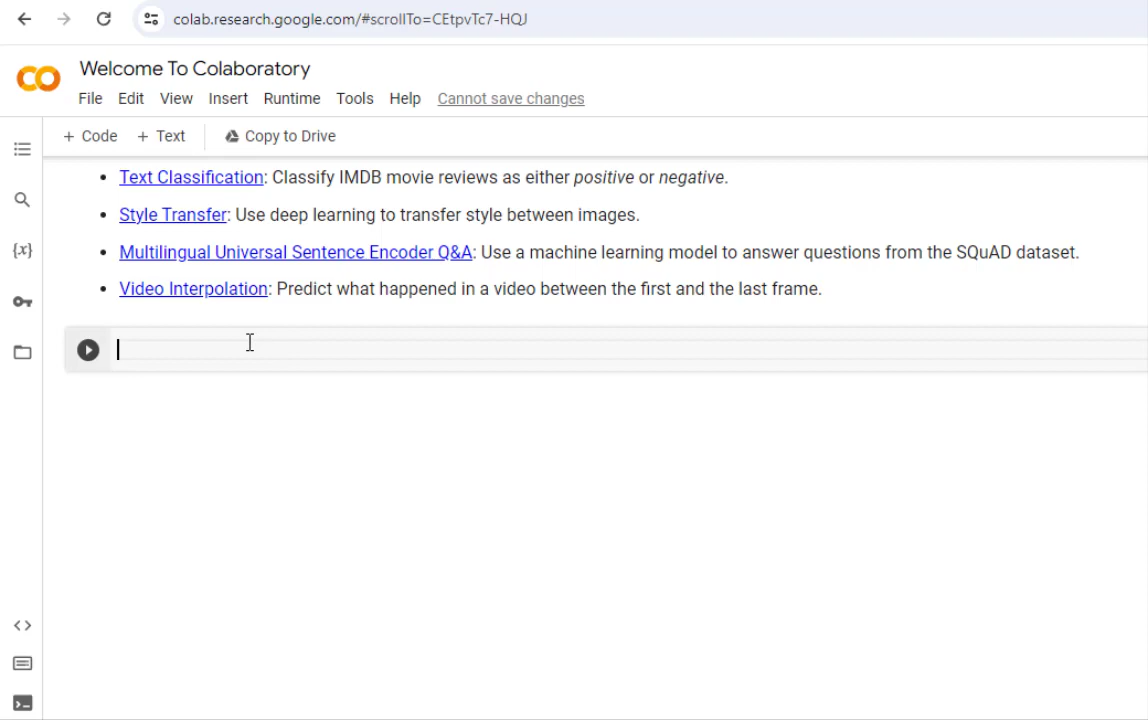 colab.research.google.com/#scrollTo=CEtpvTc7-HQJ
Welcome To Colaboratory
File Edit View Insert Runtime Tools Help Cannot save changes
+ Code + Text Copy to Drive
• Text Classification: Classify IMDB movie reviews as either positive or negative.
• Style Transfer: Use deep learning to transfer style between images.
• Multilingual Universal Sentence Encoder Q&A: Use a machine learning model to answer questions from the SQuAD dataset.
• Video Interpolation: Predict what happened in a video between the first and the last frame.